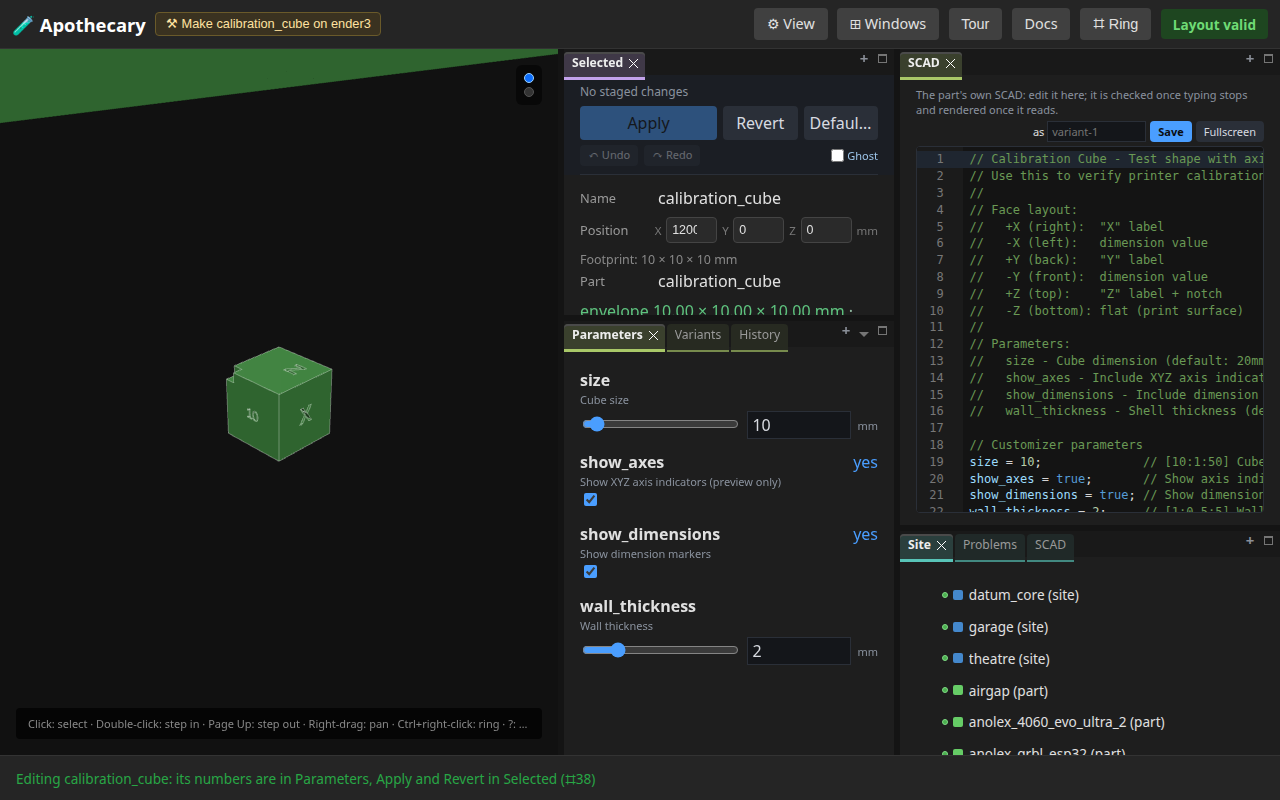 🧪 Apothecary
⚒ Make calibration_cube on ender3
⚙ View
⊞ Windows
Tour
Docs
⌗ Ring
Layout valid
10
X
Click: select · Double-click: step in · Page Up: step out · Right-drag: pan · Ctrl+right-click: ring · ?: ...
Selected
No staged changes
Apply
Revert
Defaul...
↶ Undo
↷ Redo
Ghost
Name calibration_cube
Position X 1200 Y 0 Z 0 mm
Footprint: 10 × 10 × 10 mm
Part calibration_cube
envelope 10.00 × 10.00 × 10.00 mm ·
Parameters
Variants
History
size
Cube size
10 mm
show_axes yes
Show XYZ axis indicators (preview only)
show_dimensions yes
Show dimension markers
wall_thickness
Wall thickness
2 mm
SCAD
The part's own SCAD: edit it here; it is checked once typing stops
and rendered once it reads.
as variant-1 Save Fullscreen
1 // Calibration Cube - Test shape with axi
2 // Use this to verify printer calibration
3 //
4 // Face layout:
5 //   +X (right):   "X" label
6 //   -X (left):    dimension value
7 //   +Y (back):    "Y" label
8 //   -Y (front):   dimension value
9 //   +Z (top):     "Z" label + notch
10 //   -Z (bottom): flat (print surface)
11 //
12 // Parameters:
13 //   size - Cube dimension (default: 20mm
14 //   show_axes - Include XYZ axis indicat
15 //   show_dimensions - Include dimension
16 //   wall_thickness - Shell thickness (de
17
18 // Customizer parameters
19 size = 10;             // [10:1:50] Cube
20 show_axes = true;       // Show axis indi
21 show_dimensions = true; // Show dimension
22 wall_thickness = 2;     // [1:0.5:5] Wall
Site
Problems
SCAD
datum_core (site)
garage (site)
theatre (site)
airgap (part)
anolex_4060_evo_ultra_2 (part)
anolex_grbl_esp32 (part)
Editing calibration_cube: its numbers are in Parameters, Apply and Revert in Selected (⌗38)